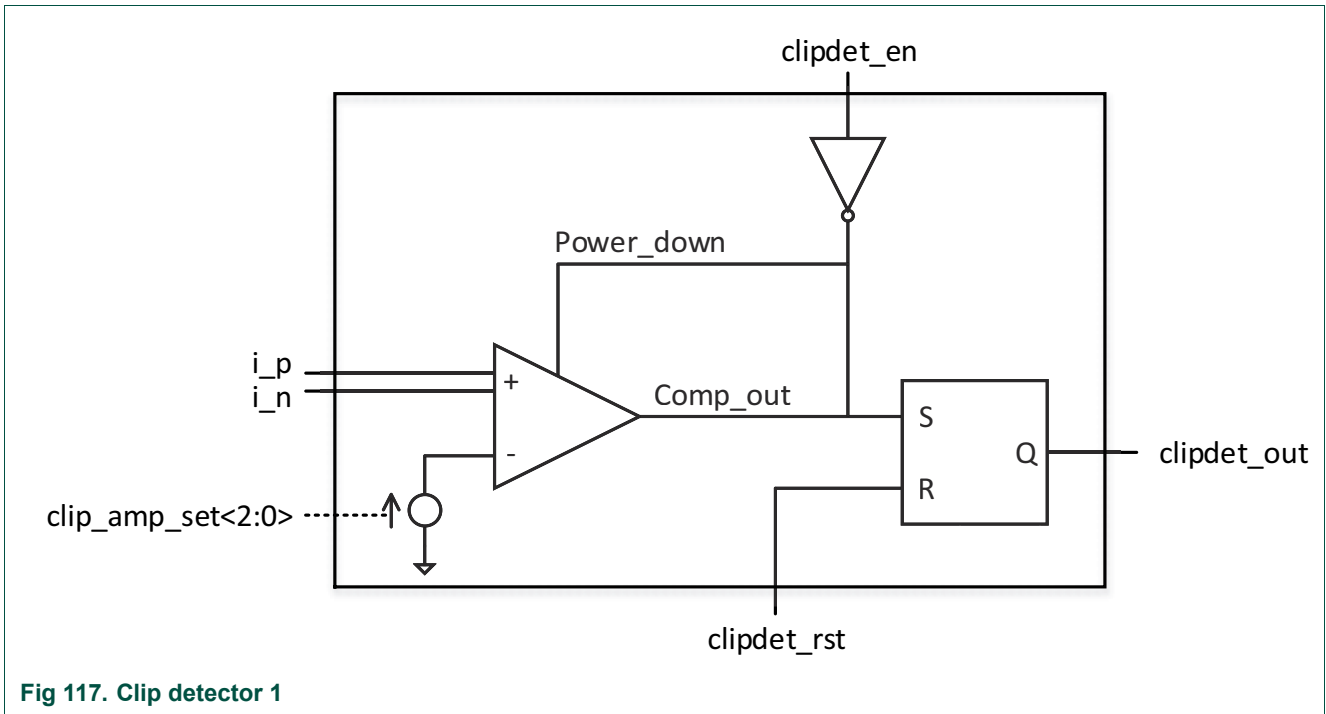 clipdet_en
Power_down
i_p
i_n
+
Comp_out
S
-
Q
clipdet_out
R
clip_amp_set<2:0>
clipdet_rst
Fig 117. Clip detector 1